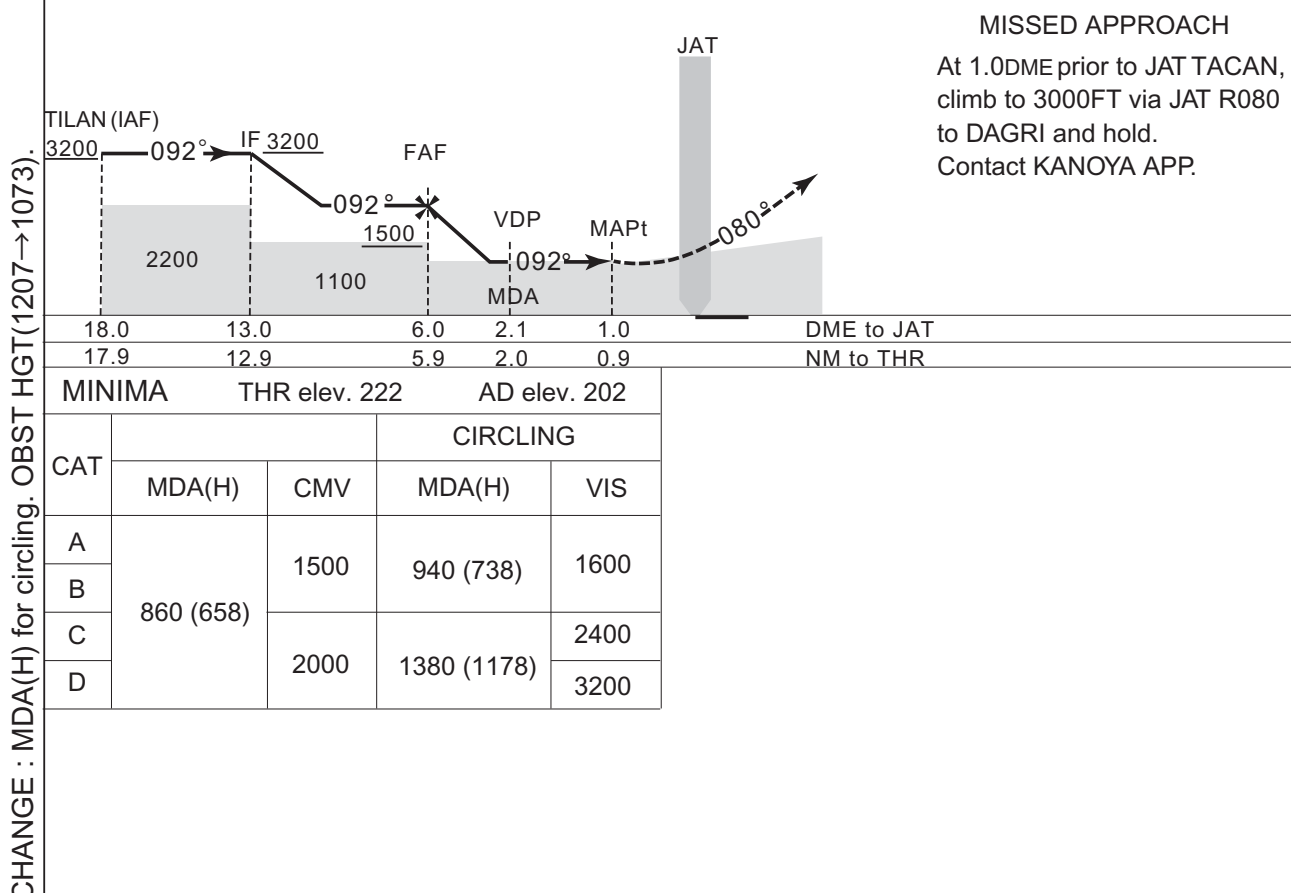 MISSED APPROACH
At 1.0DME prior to JAT TACAN,
climb to 3000FT via JAT R080
to DAGRI and hold.
Contact KANOYA APP.
JAT
TILAN (IAF)
3200
092°
IF 3200
FAF
092°
1500
VDP
MAPt
092°
080°
2200
1100
MDA
18.0 13.0 6.0 2.1 1.0 DME to JAT
17.9 12.9 5.9 2.0 0.9 NM to THR
MINIMA THR elev. 222 AD elev. 202
CAT CIRCLING
MDA(H) CMV MDA(H) VIS
A
B
C
D
860 (658)
1500
2000
940 (738)
1380 (1178)
1600
2400
3200
CHANGE : MDA(H) for circling. OBST HGT(1207→1073).